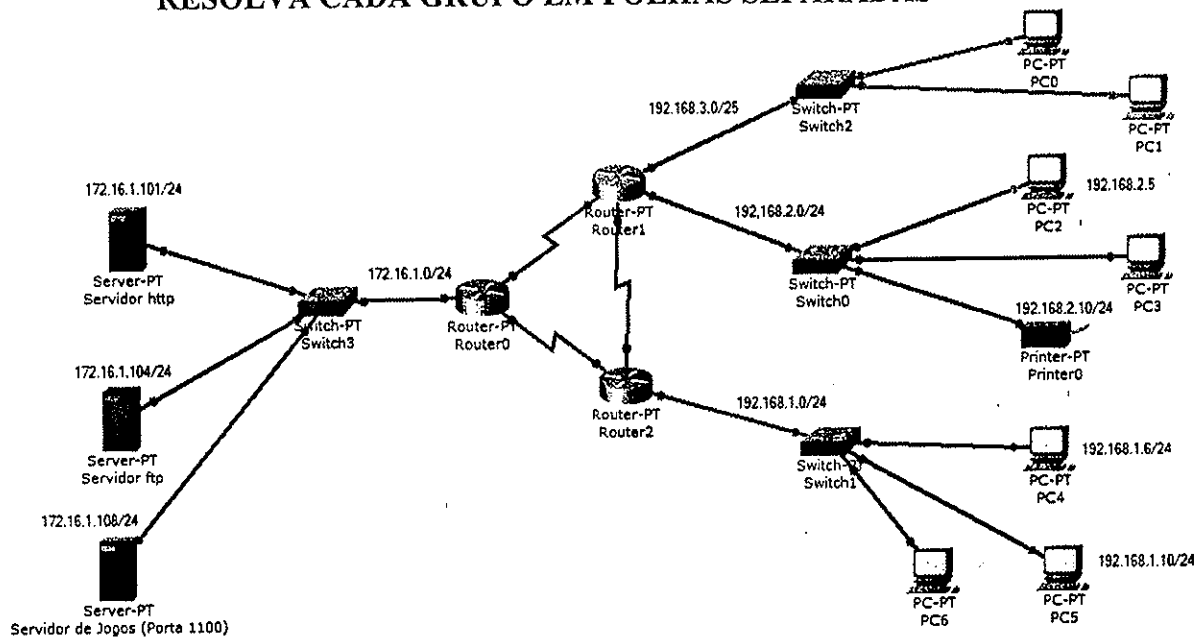 RESOLVA CADA GRUPO EM FOLHAS SEPARADAS
PC-PT
PC0
192.168.3.0/25
Switch-PT
Switch2
PC-PT
PC1
172.16.1.101/24
Router-PT
Router1
192.168.2.5
PC-PT
PC2
192.168.2.0/24
Server-PT
Servidor http
172.16.1.0/24
Switch-PT
Switch0
PC-PT
PC3
Switch-PT
Switch3
Router-PT
Router0
192.168.2.10/24
Printer-PT
Printer0
172.16.1.104/24
Router-PT
Router2
192.168.1.0/24
Server-PT
Servidor ftp
Switch-PT
Switch1
192.168.1.6/24
PC-PT
PC4
172.16.1.108/24
192.168.1.10/24
Server-PT
Servidor de Jogos (Porta 1100)
PC-PT
PC6
PC-PT
PC5